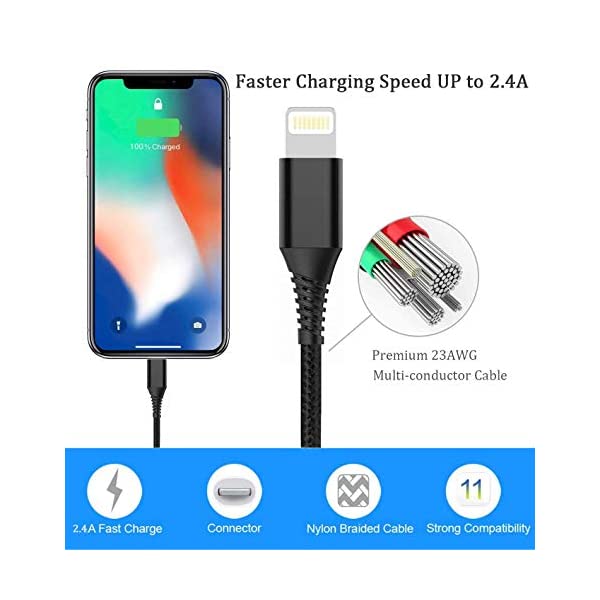 Faster Charging Speed UP to 2.4A
100% Charged
Premium 23AWG
Multi-conductor Cable
11
2.4A Fast Charge
Connector
Nylon Braided Cable
Strong Compatibility